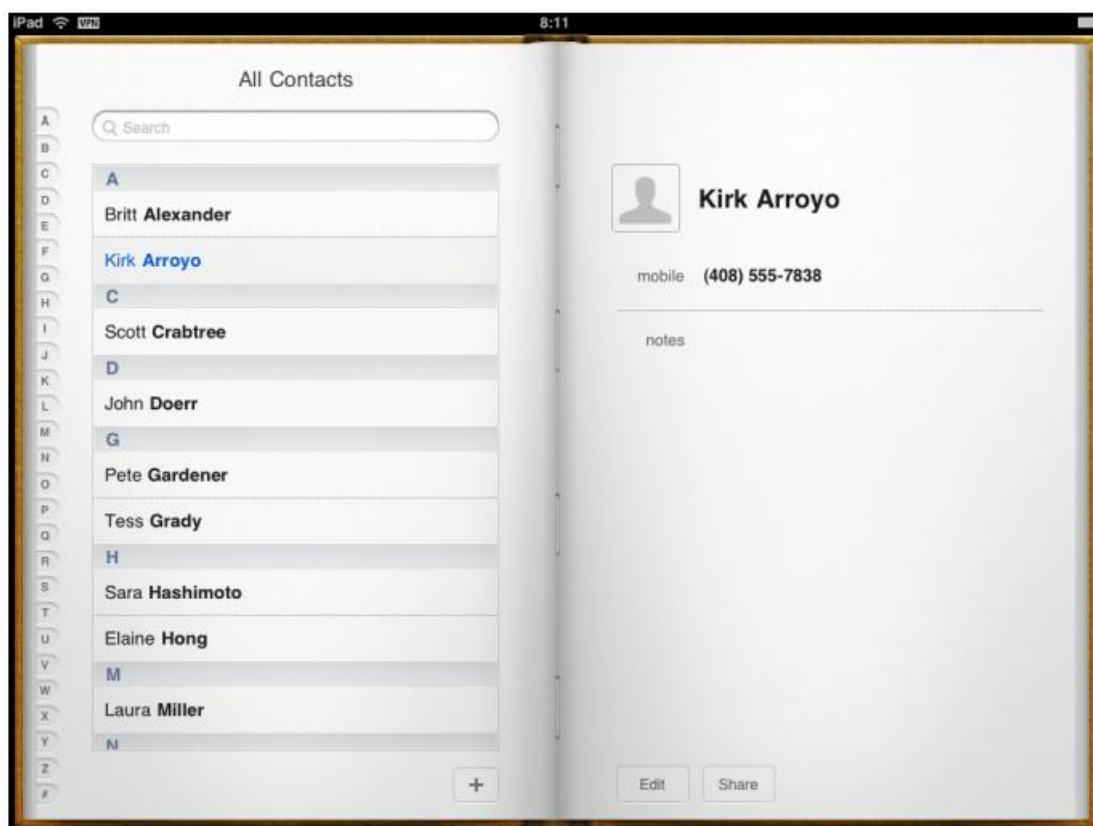 iPad VPN 8:11
All Contacts
Search
A
B
C
D
E
F
G
H
I
J
K
L
M
N
O
P
Q
R
S
T
U
V
W
X
Y
Z
#
A
Britt Alexander
Kirk Arroyo
C
Scott Crabtree
D
John Doerr
G
Pete Gardener
Tess Grady
H
Sara Hashimoto
Elaine Hong
M
Laura Miller
N
+
Kirk Arroyo
mobile (408) 555-7838
notes
Edit Share